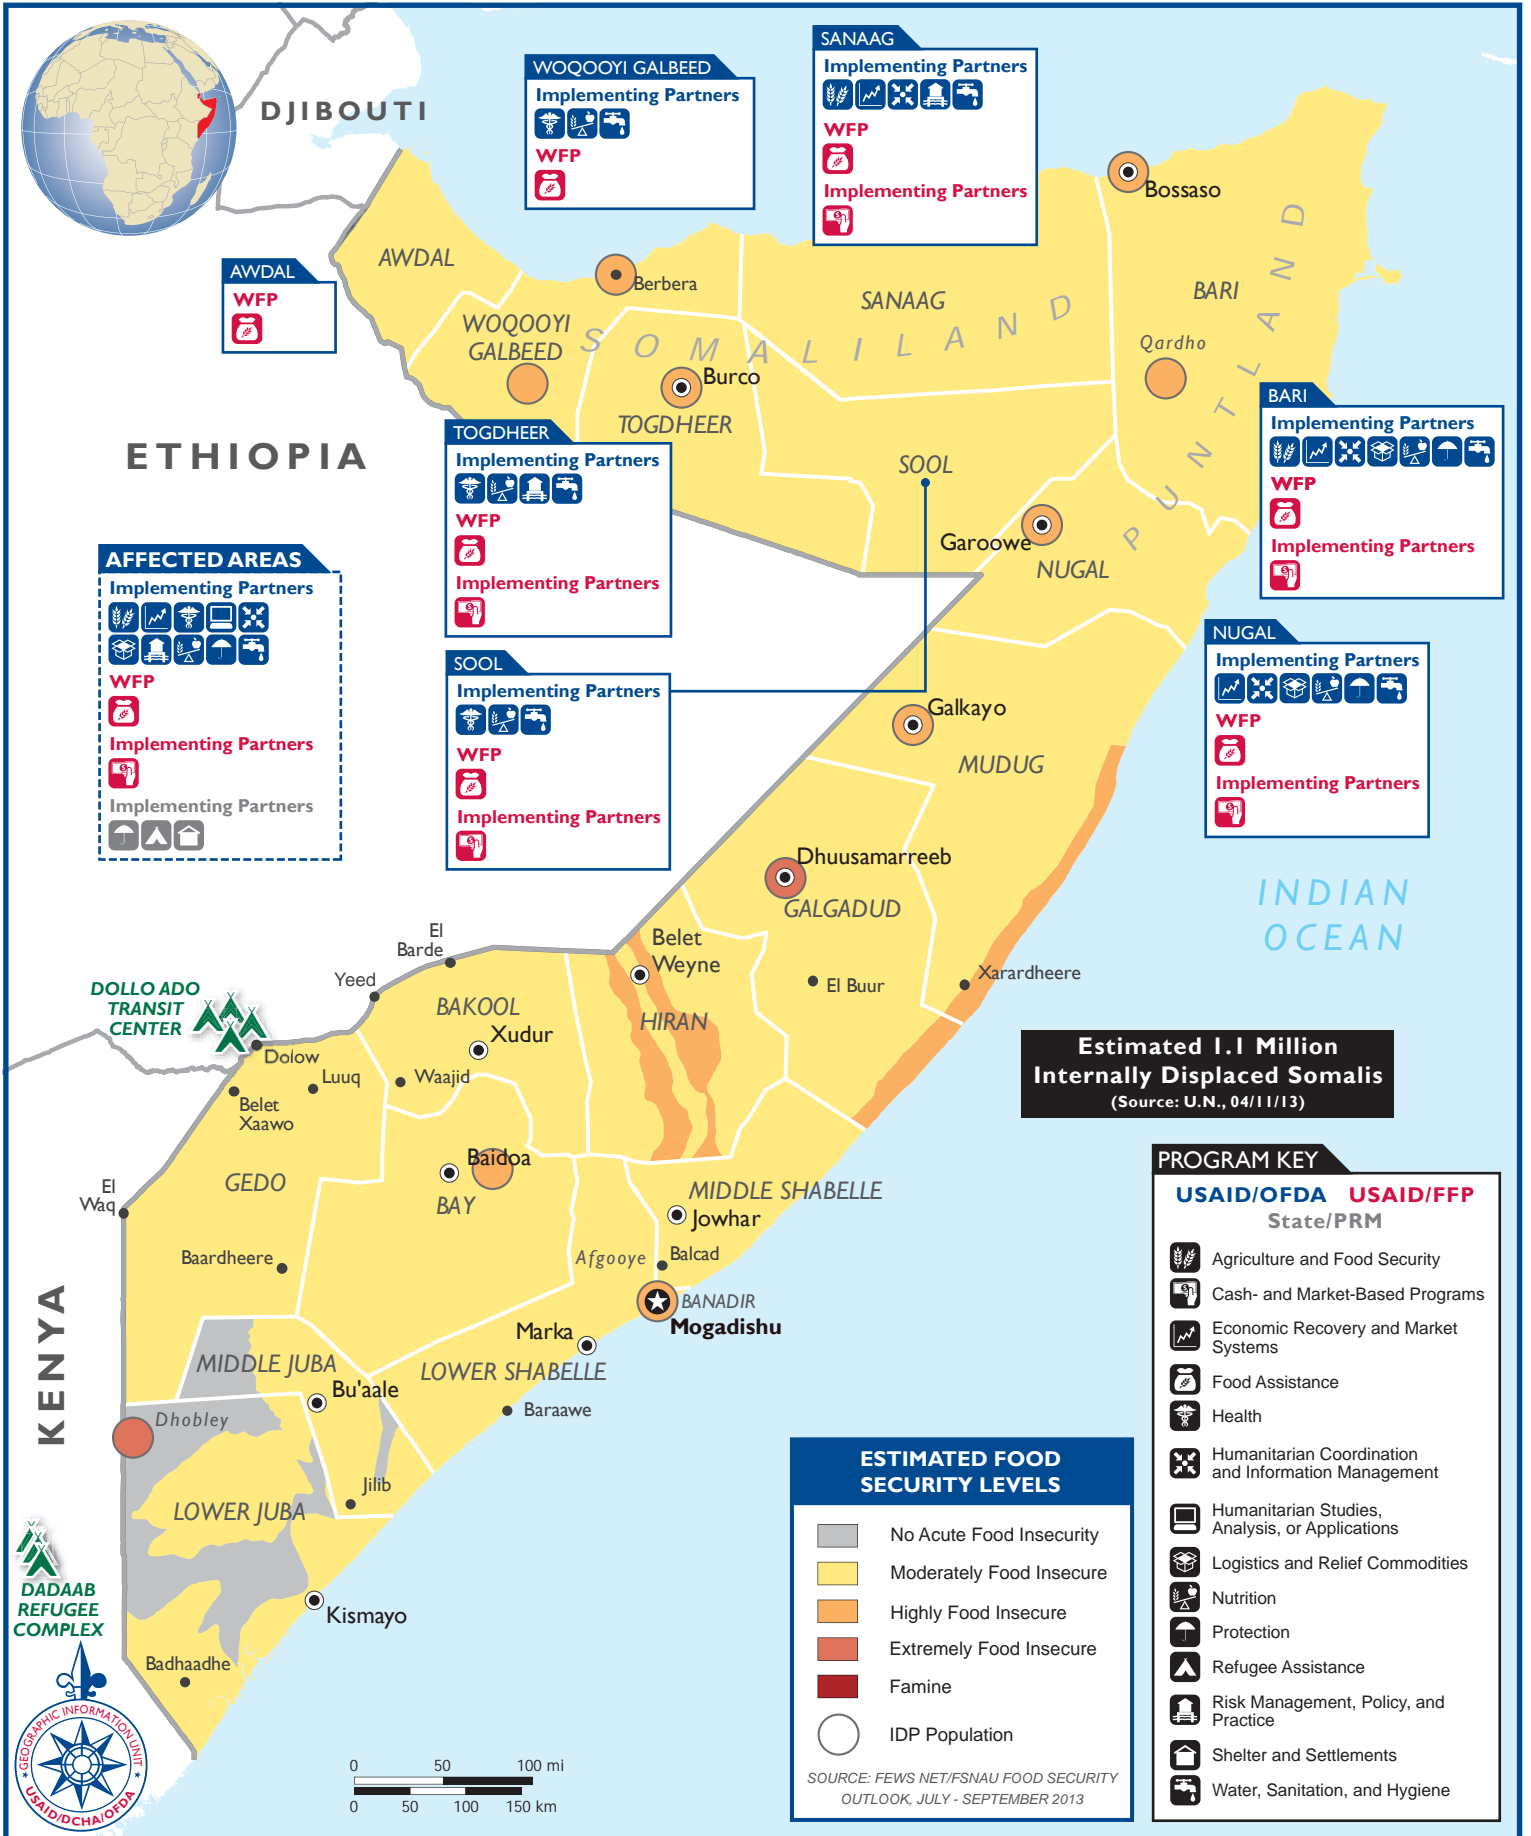 DJIBOUTI
WOQOOYI GALBEED
Implementing Partners
WFP
SANAAG
Implementing Partners
WFP
Implementing Partners
Bossaso
AWDAL
WFP
AWDAL
Berbera
WOQOOYI
GALBEED
SANAAG
BARI
SOMALILAND
PUNTLAND
Qardho
Burco
TOGDHEER
ETHIOPIA
TOGDHEER
Implementing Partners
WFP
Implementing Partners
BARI
Implementing Partners
WFP
Implementing Partners
SOOL
Garoowe
NUGAL
AFFECTED AREAS
Implementing Partners
WFP
Implementing Partners
Implementing Partners
SOOL
Implementing Partners
WFP
Implementing Partners
NUGAL
Implementing Partners
WFP
Implementing Partners
Galkayo
MUDUG
Dhuusamarreeb
GALGADUD
INDIAN
OCEAN
El
Barde
Yeed
Belet
Weyne
El Buur
Xarardheere
DOLLO ADO
TRANSIT
CENTER
BAKOOL
HIRAN
Xudur
Dolow
Luuq
Waajid
Belet
Xaawo
Estimated 1.1 Million
Internally Displaced Somalis
(Source: U.N., 04/11/13)
Baidoa
GEDO
BAY
El
Waq
MIDDLE SHABELLE
Jowhar
Baardheere
Afgooye
Balcad
BANADIR
Mogadishu
KENYA
Marka
MIDDLE JUBA
LOWER SHABELLE
Bu'aale
Baraawe
Dhobley
Jilib
LOWER JUBA
DADAAB
REFUGEE
COMPLEX
Kismayo
Badhaadhe
GEOGRAPHIC INFORMATION UNIT
USAID/DCHA/OFDA
0 50 100 mi
0 50 100 150 km
ESTIMATED FOOD
SECURITY LEVELS
No Acute Food Insecurity
Moderately Food Insecure
Highly Food Insecure
Extremely Food Insecure
Famine
IDP Population
SOURCE: FEWS NET/FSNAU FOOD SECURITY
OUTLOOK, JULY - SEPTEMBER 2013
PROGRAM KEY
USAID/OFDA USAID/FFP
State/PRM
Agriculture and Food Security
Cash- and Market-Based Programs
Economic Recovery and Market
Systems
Food Assistance
Health
Humanitarian Coordination
and Information Management
Humanitarian Studies,
Analysis, or Applications
Logistics and Relief Commodities
Nutrition
Protection
Refugee Assistance
Risk Management, Policy, and
Practice
Shelter and Settlements
Water, Sanitation, and Hygiene